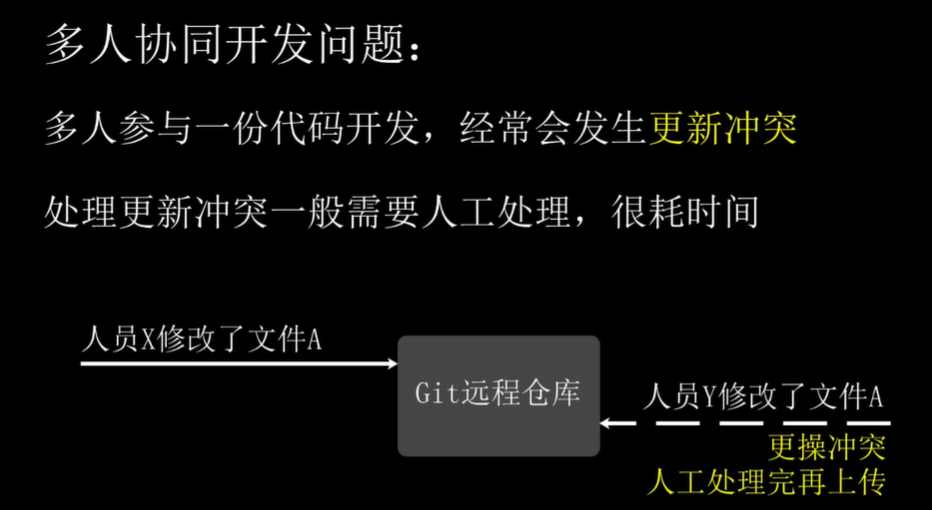 多人协同开发问题：
多人参与一份代码开发，经常会发生更新冲突
处理更新冲突一般需要人工处理，很耗时间
人员X修改了文件A
Git远程仓库
人员Y修改了文件A
更操冲突
人工处理完再上传